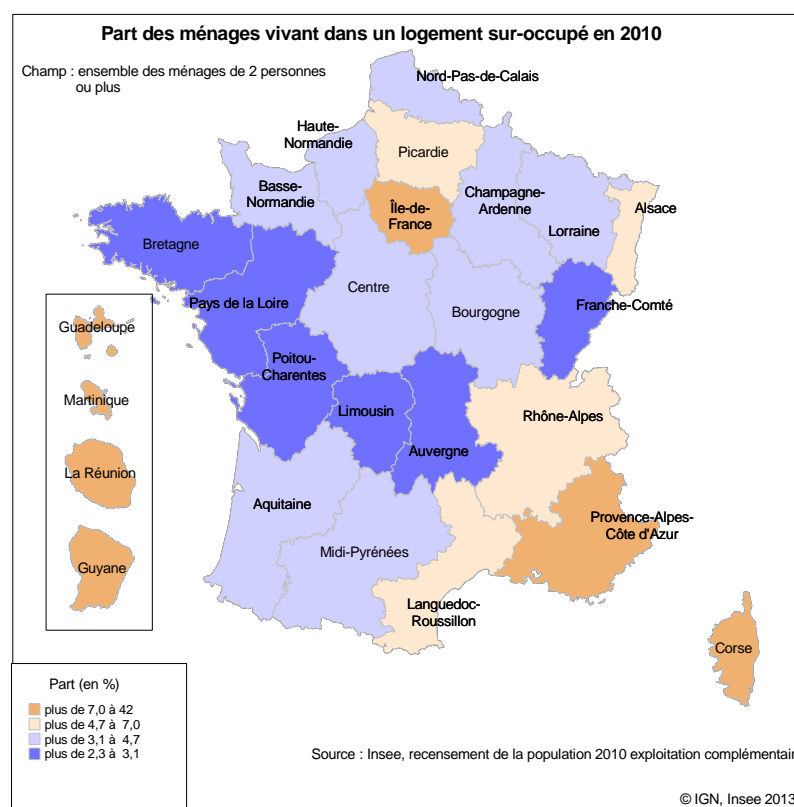 Part des ménages vivant dans un logement sur-occupé en 2010
Champ : ensemble des ménages de 2 personnes
ou plus
Nord-Pas-de-Calais
Haute-
Normandie
Picardie
Basse-
Normandie
Île-de-
France
Champagne-
Ardenne
Lorraine
Alsace
Bretagne
Pays de la Loire
Centre
Bourgogne
Franche-Comté
Poitou-
Charentes
Limousin
Auvergne
Rhône-Alpes
Aquitaine
Midi-Pyrénées
Languedoc-
Roussillon
Provence-Alpes-
Côte d'Azur
Corse
Guadeloupe
Martinique
La Réunion
Guyane
Part (en %)
plus de 7,0 à 42
plus de 4,7 à 7,0
plus de 3,1 à 4,7
plus de 2,3 à 3,1
Source : Insee, recensement de la population 2010 exploitation complémentair
© IGN, Insee 2013